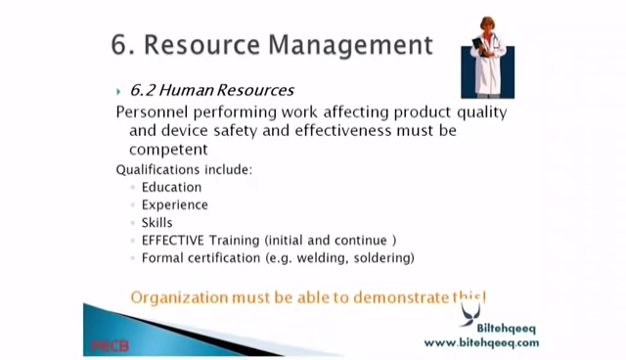 6. Resource Management
6.2 Human Resources
Personnel performing work affecting product quality
and device safety and effectiveness must be
competent
Qualifications include:
Education
Experience
Skills
EFFECTIVE Training (initial and continue )
Formal certification (e.g. welding, soldering)
Organization must be able to demonstrate this!
Biltehqeeq
PECB
www.bitehqeeq.com